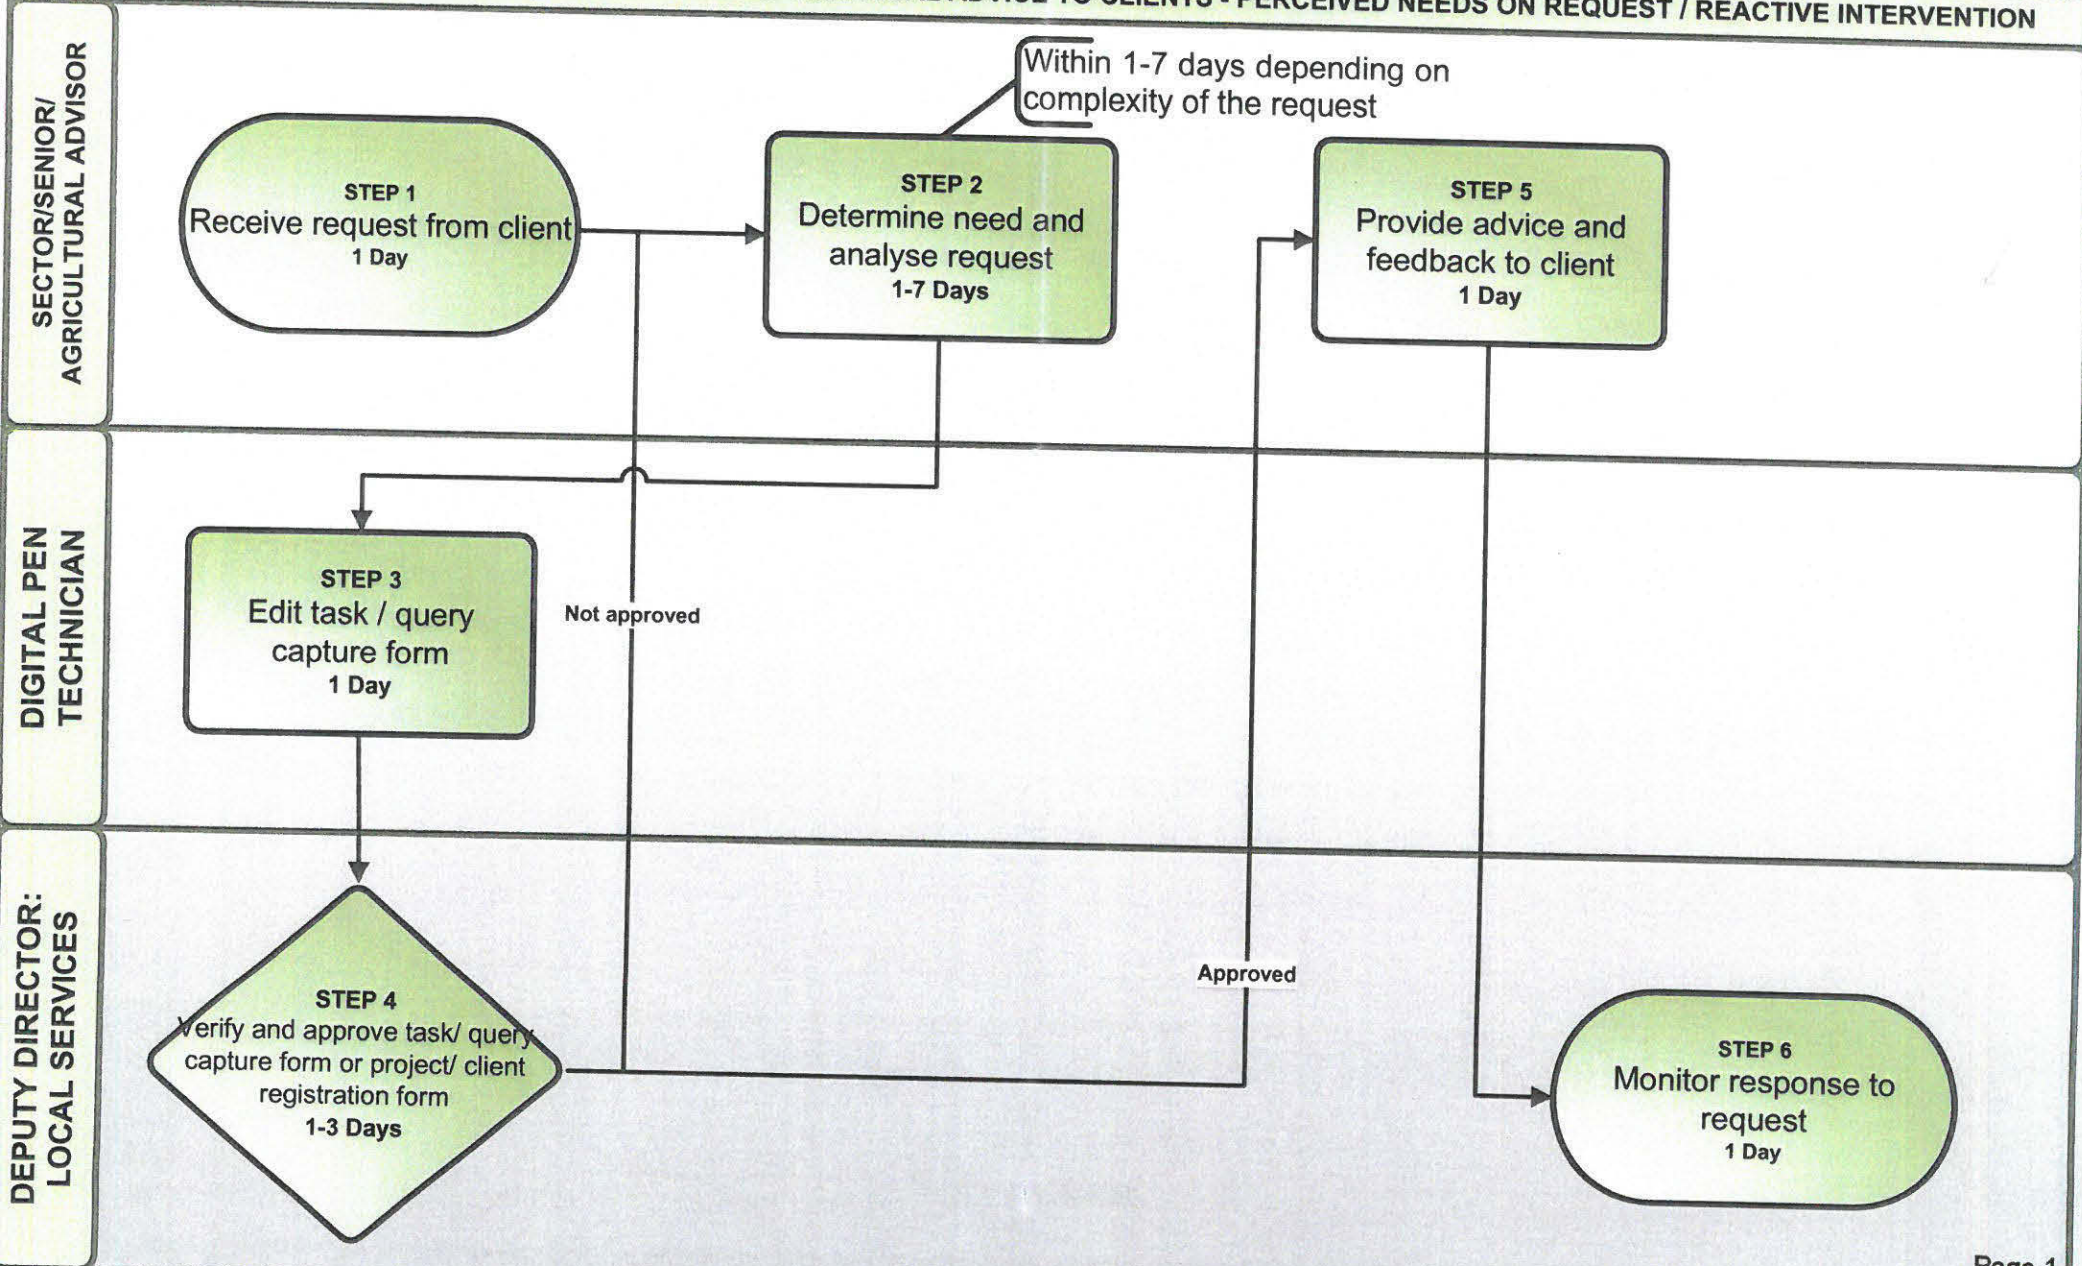 ADVICE TO CLIENTS - PERCEIVED NEEDS ON REQUEST / REACTIVE INTERVENTION
SECTOR/SENIOR/
AGRICULTURAL ADVISOR
Within 1-7 days depending on
complexity of the request
STEP 1
Receive request from client
1 Day
STEP 2
Determine need and
analyse request
1-7 Days
STEP 5
Provide advice and
feedback to client
1 Day
DIGITAL PEN
TECHNICIAN
STEP 3
Edit task / query
capture form
1 Day
Not approved
DEPUTY DIRECTOR:
LOCAL SERVICES
STEP 4
Verify and approve task/ query
capture form or project/ client
registration form
1-3 Days
Approved
STEP 6
Monitor response to
request
1 Day
Page 1